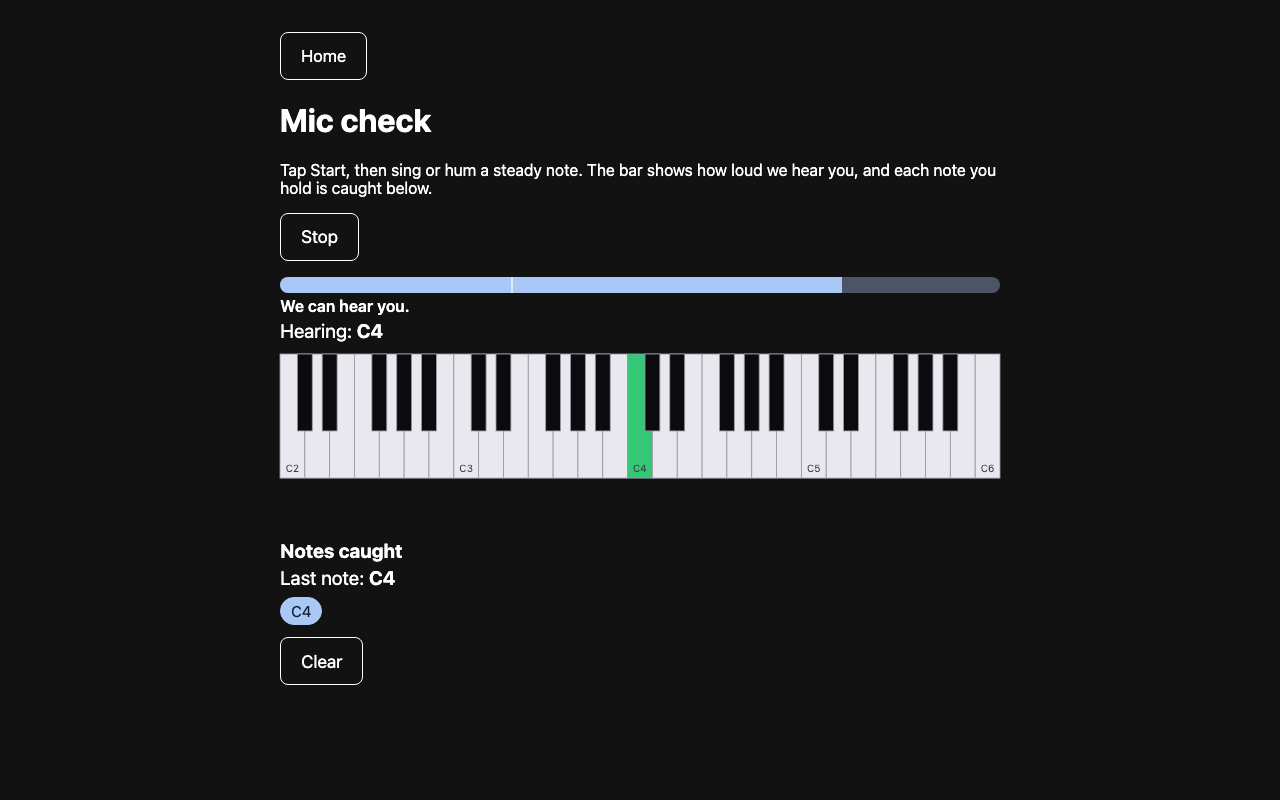 Home
Mic check
Tap Start, then sing or hum a steady note. The bar shows how loud we hear you, and each note you
hold is caught below.
Stop
We can hear you.
Hearing: C4
C2 C3 C4 C5 C6
Notes caught
Last note: C4
C4
Clear